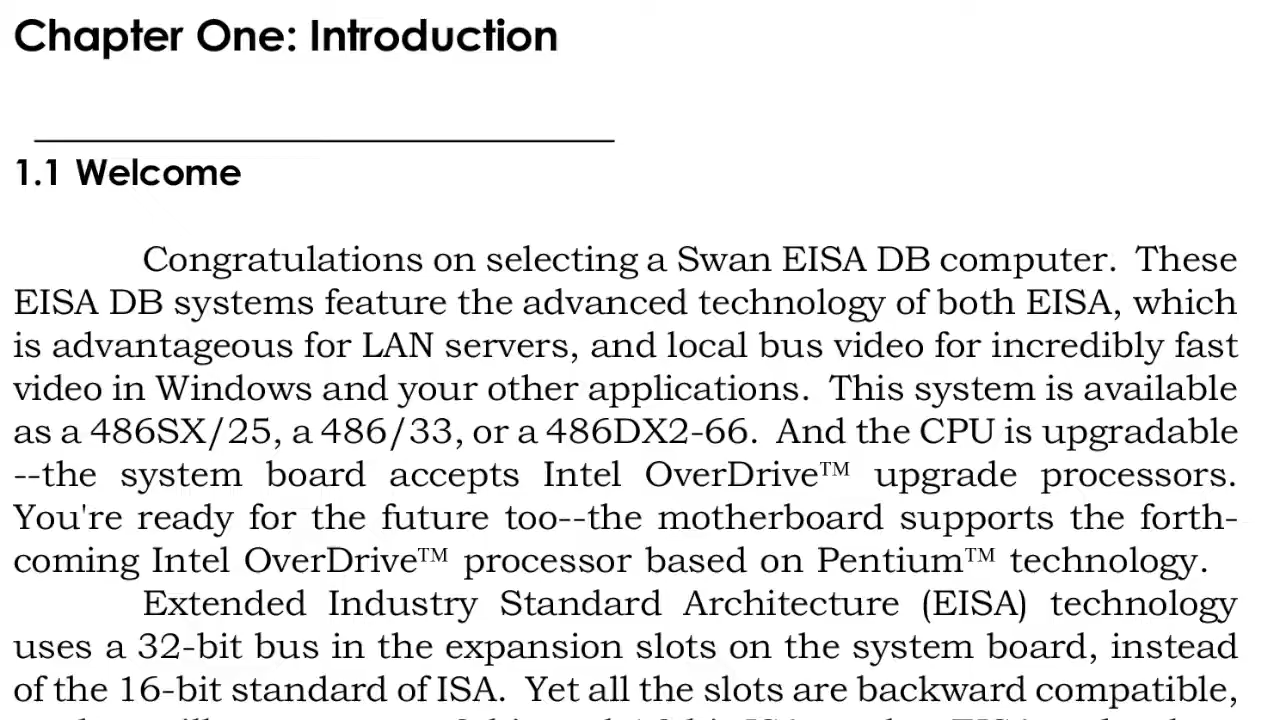 Chapter One: Introduction
1.1 Welcome
Congratulations on selecting a Swan EISA DB computer. These
EISA DB systems feature the advanced technology of both EISA, which
is advantageous for LAN servers, and local bus video for incredibly fast
video in Windows and your other applications. This system is available
as a 486SX/25, a 486/33, or a 486DX2-66. And the CPU is upgradable
--the system board accepts Intel OverDrive™ upgrade processors.
You're ready for the future too--the motherboard supports the forth-
coming Intel OverDrive™ processor based on Pentium™ technology.
Extended Industry Standard Architecture (EISA) technology
uses a 32-bit bus in the expansion slots on the system board, instead
of the 16-bit standard of ISA. Yet all the slots are backward compatible,